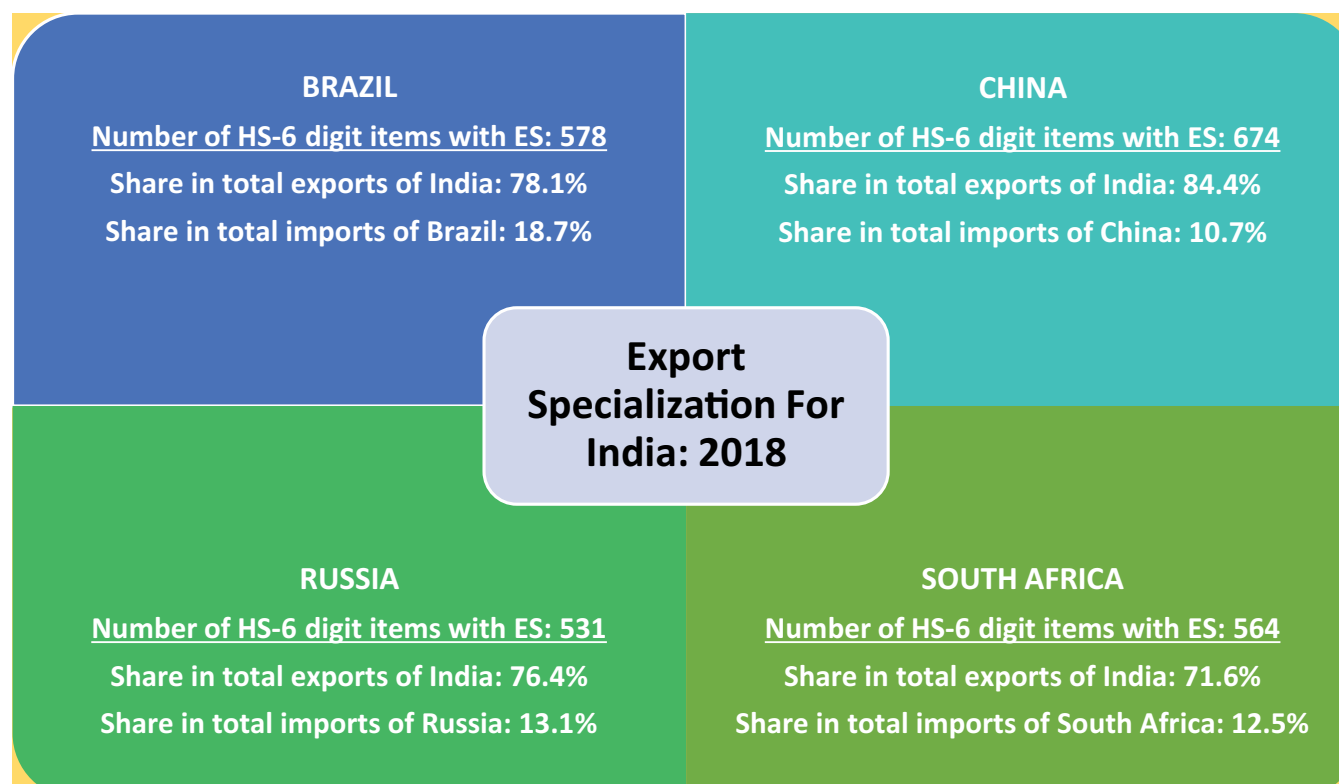 BRAZIL
Number of HS-6 digit items with ES: 578
Share in total exports of India: 78.1%
Share in total imports of Brazil: 18.7%
CHINA
Number of HS-6 digit items with ES: 674
Share in total exports of India: 84.4%
Share in total imports of China: 10.7%
Export
Specialization For
India: 2018
RUSSIA
Number of HS-6 digit items with ES: 531
Share in total exports of India: 76.4%
Share in total imports of Russia: 13.1%
SOUTH AFRICA
Number of HS-6 digit items with ES: 564
Share in total exports of India: 71.6%
Share in total imports of South Africa: 12.5%